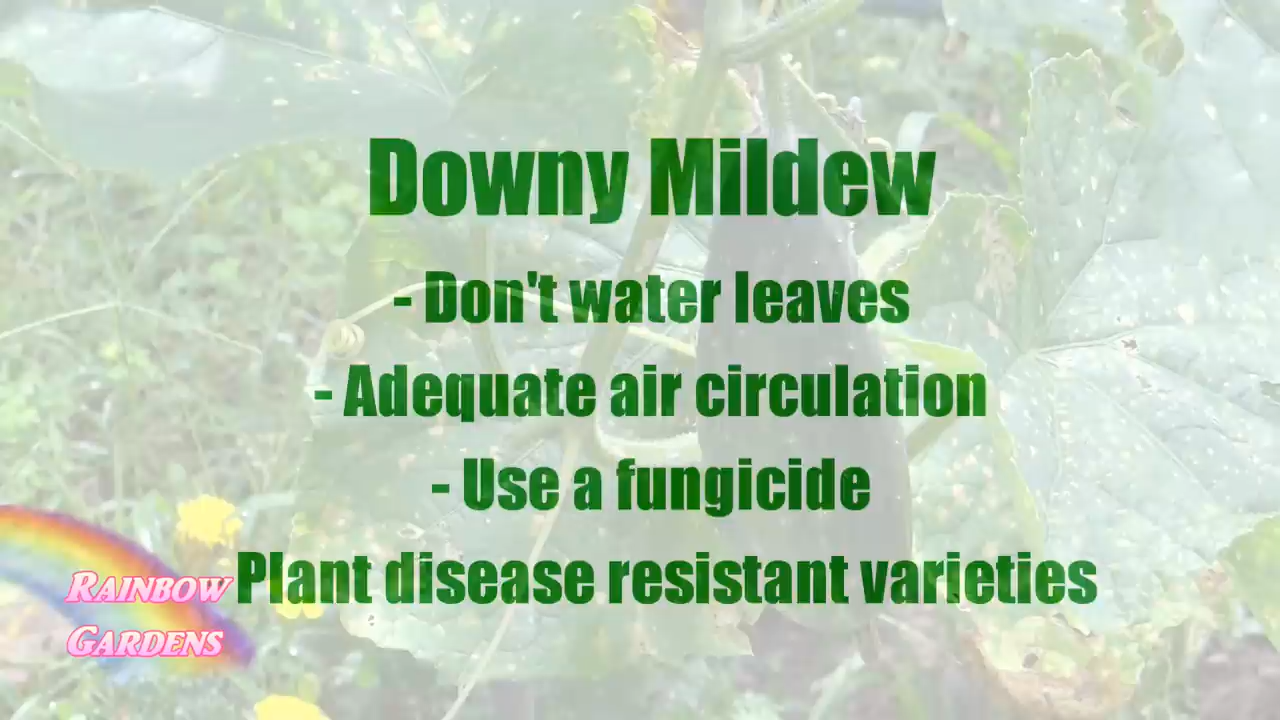 Downy Mildew
- Don't water leaves
- Adequate air circulation
- Use a fungicide
Plant disease resistant varieties
Rainbow
Gardens